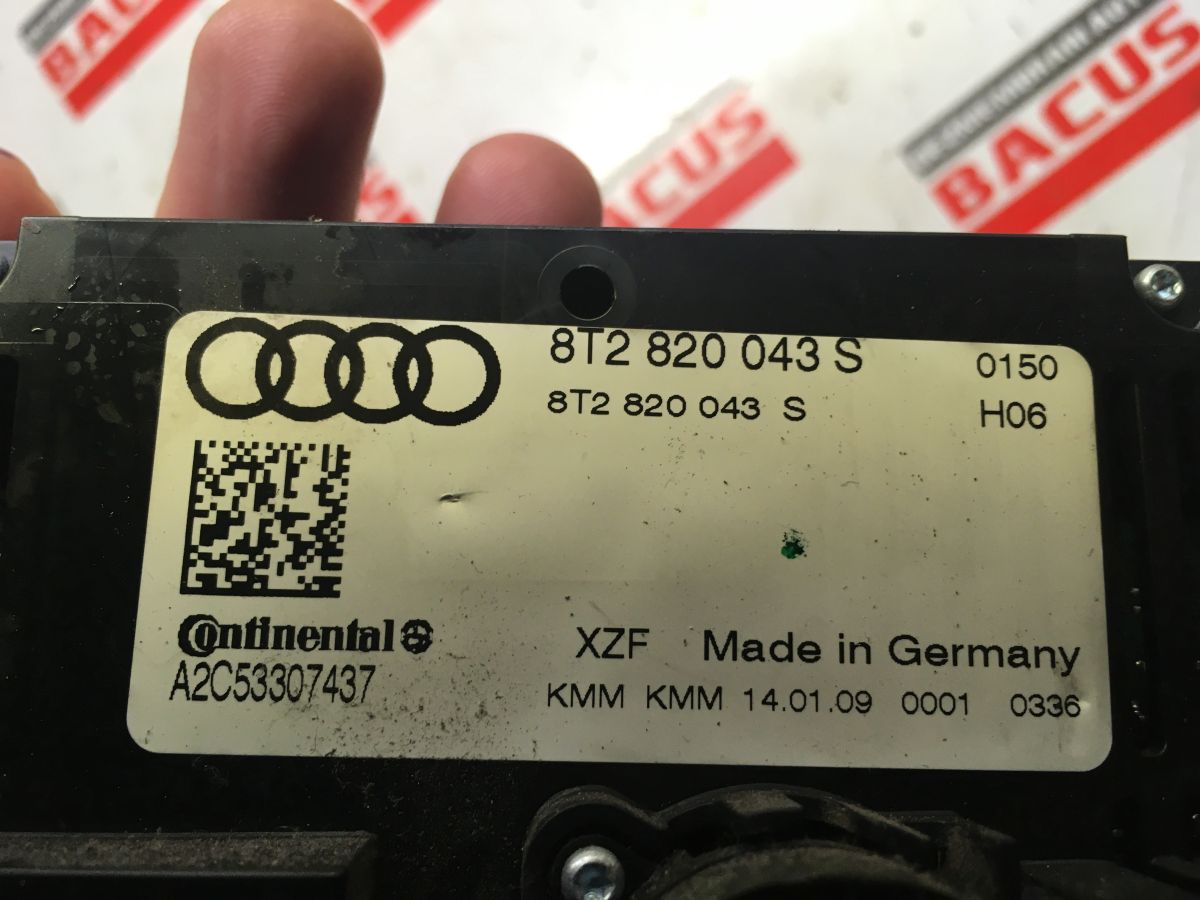 BACUS
BACUS
BACUS
8T2 820 043 S 0150
8T2 820 043 S H06
Continental
A2C53307437
XZF Made in Germany
KMM KMM 14.01.09 0001 0336